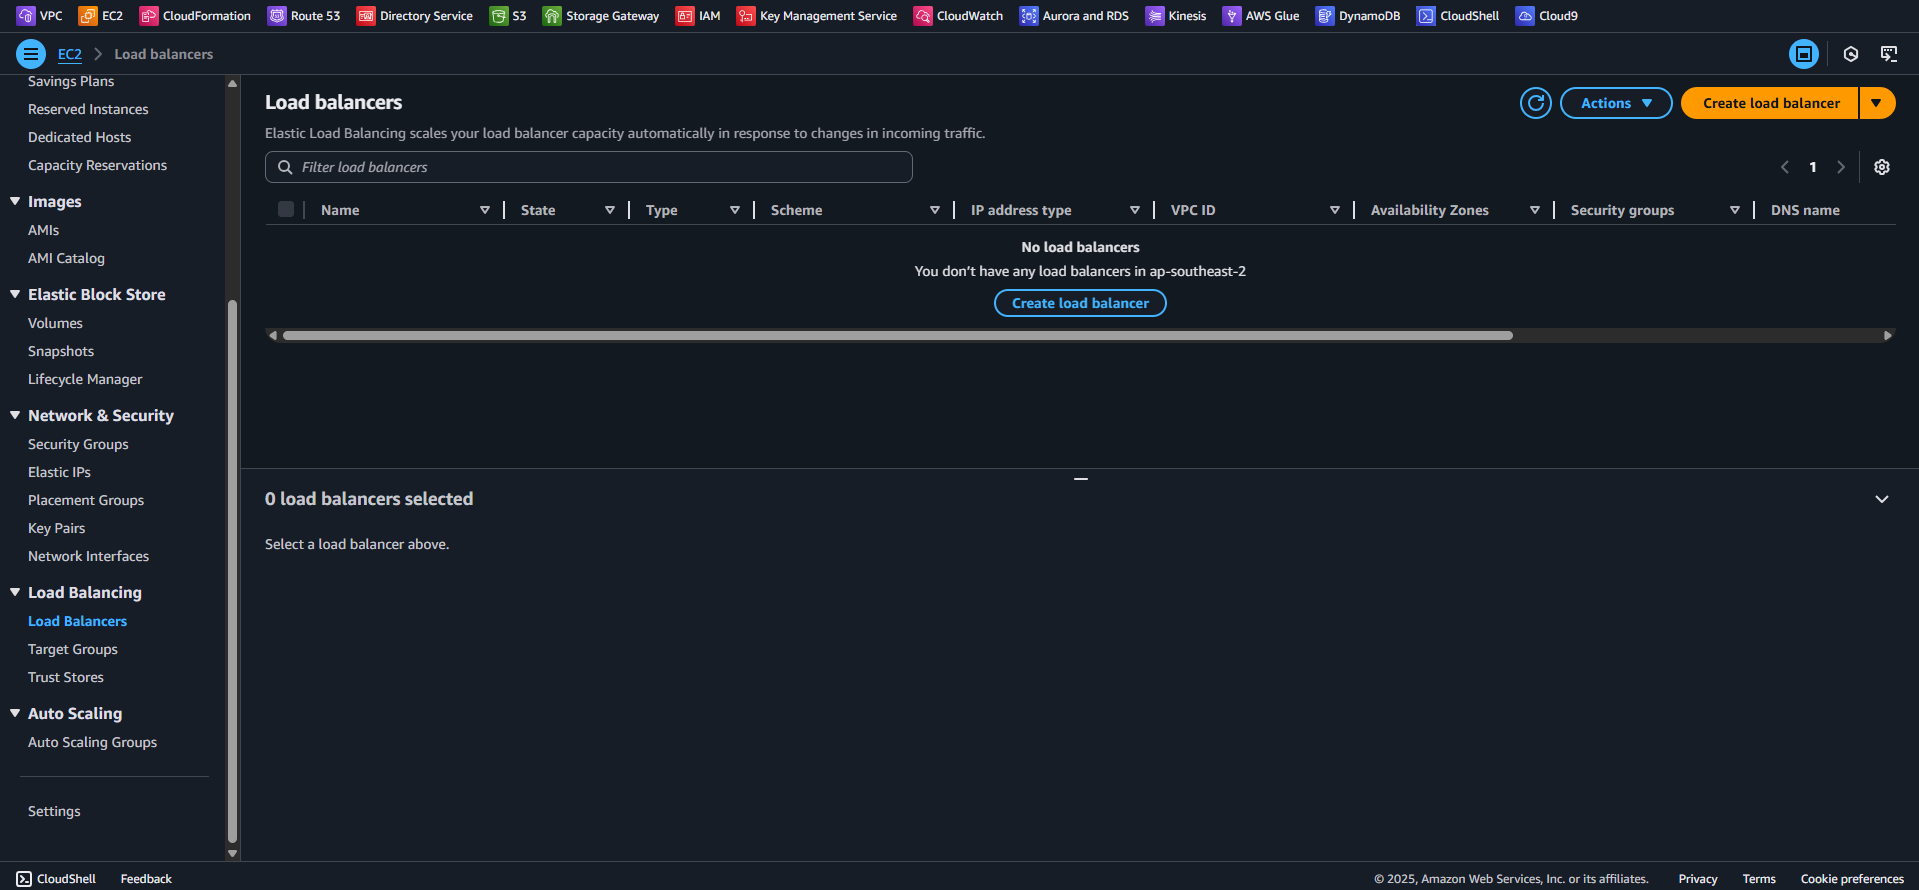 VPC EC2 CloudFormation Route 53 Directory Service S3 Storage Gateway IAM Key Management Service CloudWatch Aurora and RDS Kinesis AWS Glue DynamoDB CloudShell Cloud9
EC2 Load balancers
Savings Plans
Reserved Instances
Dedicated Hosts
Capacity Reservations
Images
AMIs
AMI Catalog
Elastic Block Store
Volumes
Snapshots
Lifecycle Manager
Network & Security
Security Groups
Elastic IPs
Placement Groups
Key Pairs
Network Interfaces
Load Balancing
Load Balancers
Target Groups
Trust Stores
Auto Scaling
Auto Scaling Groups
Settings
Load balancers
Actions
Create load balancer
Elastic Load Balancing scales your load balancer capacity automatically in response to changes in incoming traffic.
Filter load balancers
1
Name State Type Scheme IP address type VPC ID Availability Zones Security groups DNS name
No load balancers
You don’t have any load balancers in ap-southeast-2
Create load balancer
0 load balancers selected
Select a load balancer above.
CloudShell Feedback © 2025, Amazon Web Services, Inc. or its affiliates. Privacy Terms Cookie preferences